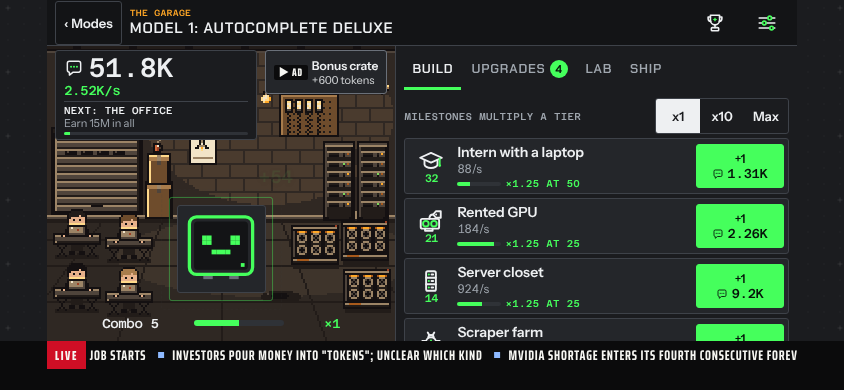 ‹ Modes
THE GARAGE
MODEL 1: AUTOCOMPLETE DELUXE
51.8K
2.52K/s
NEXT: THE OFFICE
Earn 15M in all
AD
Bonus crate
+600 tokens
Combo 5
×1
BUILD UPGRADES 4 LAB SHIP
MILESTONES MULTIPLY A TIER
x1 x10 Max
Intern with a laptop
88/s
32
×1.25 AT 50
+1
1.31K
Rented GPU
184/s
21
×1.25 AT 25
+1
2.26K
Server closet
924/s
14
×1.25 AT 25
+1
9.2K
Scraper farm
+1
LIVE
JOB STARTS ▪ INVESTORS POUR MONEY INTO "TOKENS"; UNCLEAR WHICH KIND ▪ MVIDIA SHORTAGE ENTERS ITS FOURTH CONSECUTIVE FOREV